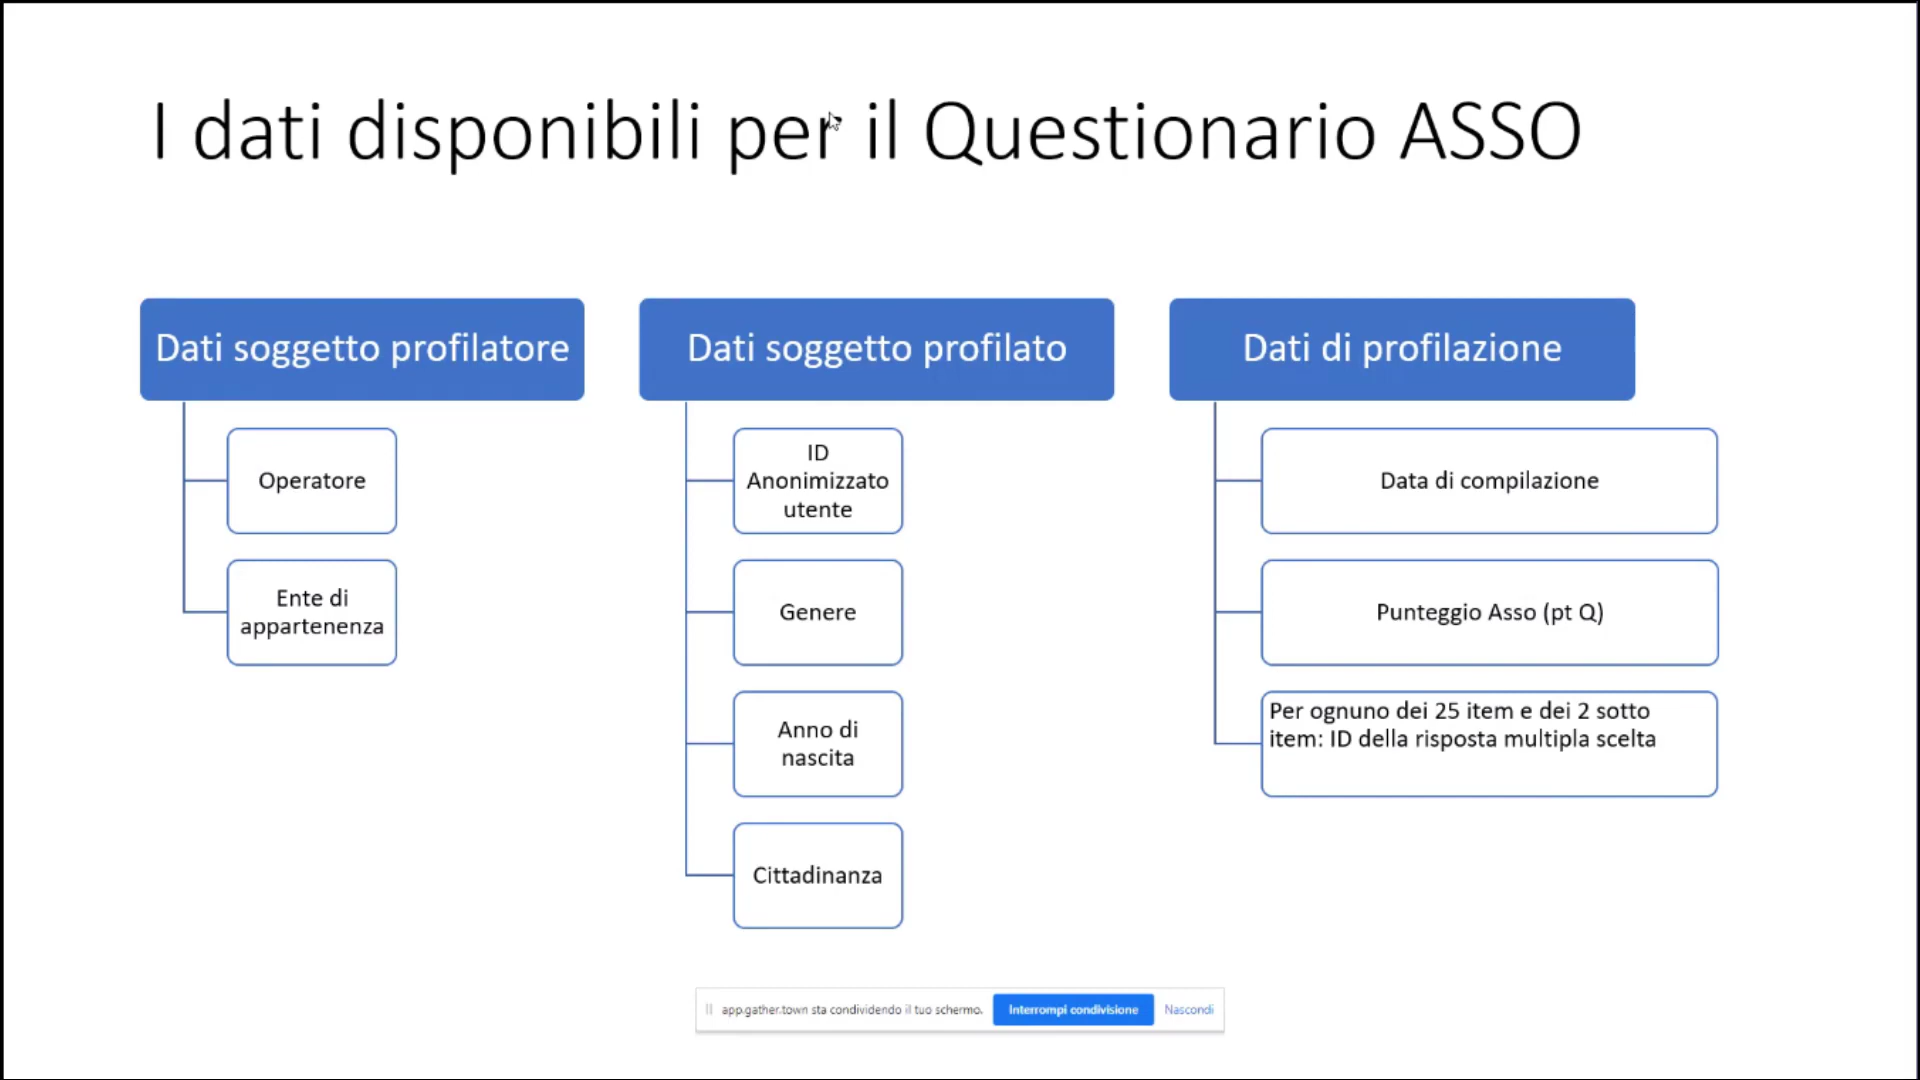 I dati disponibili per il Questionario ASSO
Dati soggetto profilatore
Operatore
Ente di
appartenenza
Dati soggetto profilato
ID
Anonimizzato
utente
Genere
Anno di
nascita
Cittadinanza
Dati di profilazione
Data di compilazione
Punteggio Asso (pt Q)
Per ognuno dei 25 item e dei 2 sotto
item: ID della risposta multipla scelta
app.gather.town sta condividendo il tuo schermo.
Interrompi condivisione
Nascondi